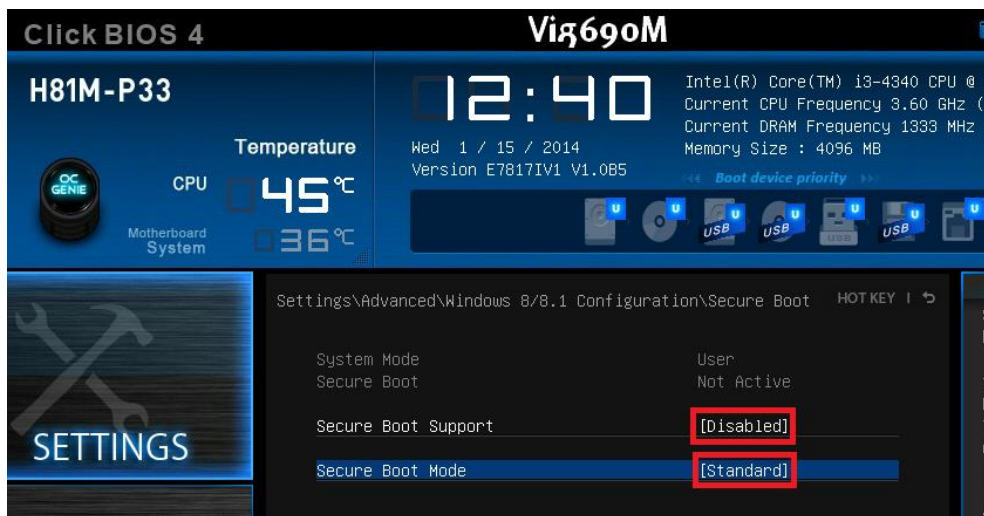 Click BIOS 4
Vig690M
H81M-P33
12:40
Wed 1 / 15 / 2014
Version E7817IV1 V1.0B5
Intel(R) Core(TM) i3-4340 CPU @
Current CPU Frequency 3.60 GHz (
Current DRAM Frequency 1333 MHz
Memory Size : 4096 MB
Boot device priority
OC
GENIE
Temperature
CPU 45°C
Motherboard
System 36°C
U U U U U U U
USB USB USB USB
SETTINGS
Settings\Advanced\Windows 8/8.1 Configuration\Secure Boot HOT KEY
System Mode User
Secure Boot Not Active
Secure Boot Support [Disabled]
Secure Boot Mode [Standard]